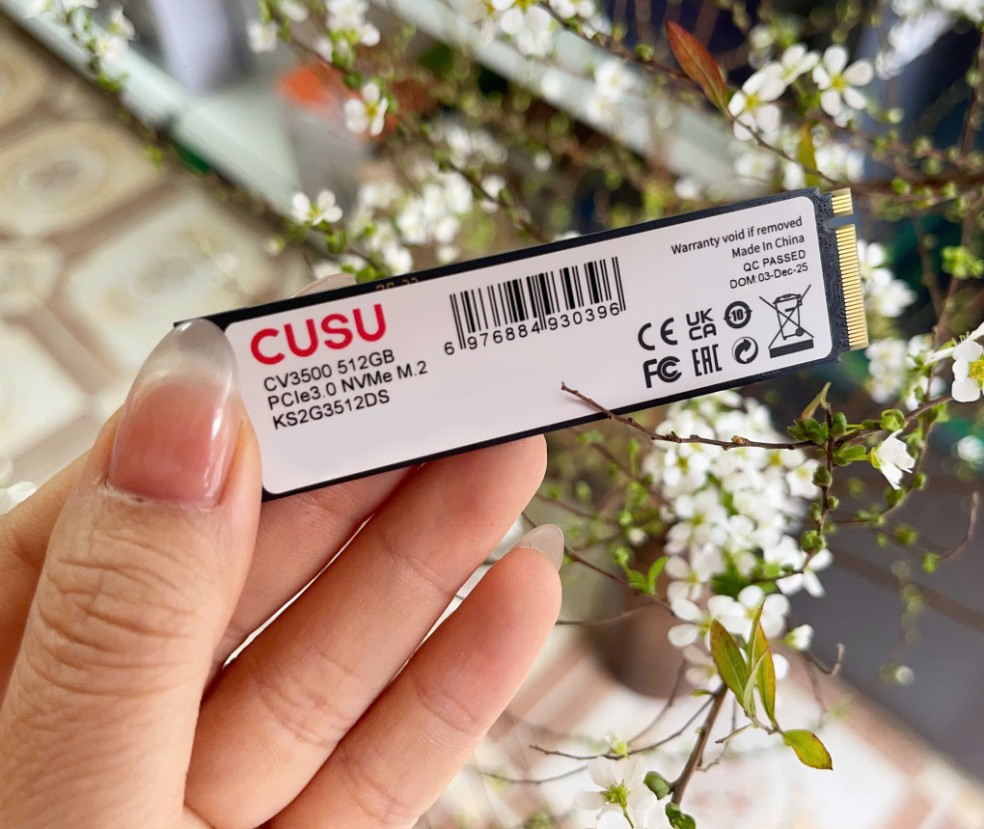 CUSU
CV3500 512GB
PCIe3.0 NVMe M.2
KS2G3512DS
6 976884 930396
Warranty void if removed
Made In China
QC PASSED
DOM:03-Dec-25
CE UK CA 10
FC EAC